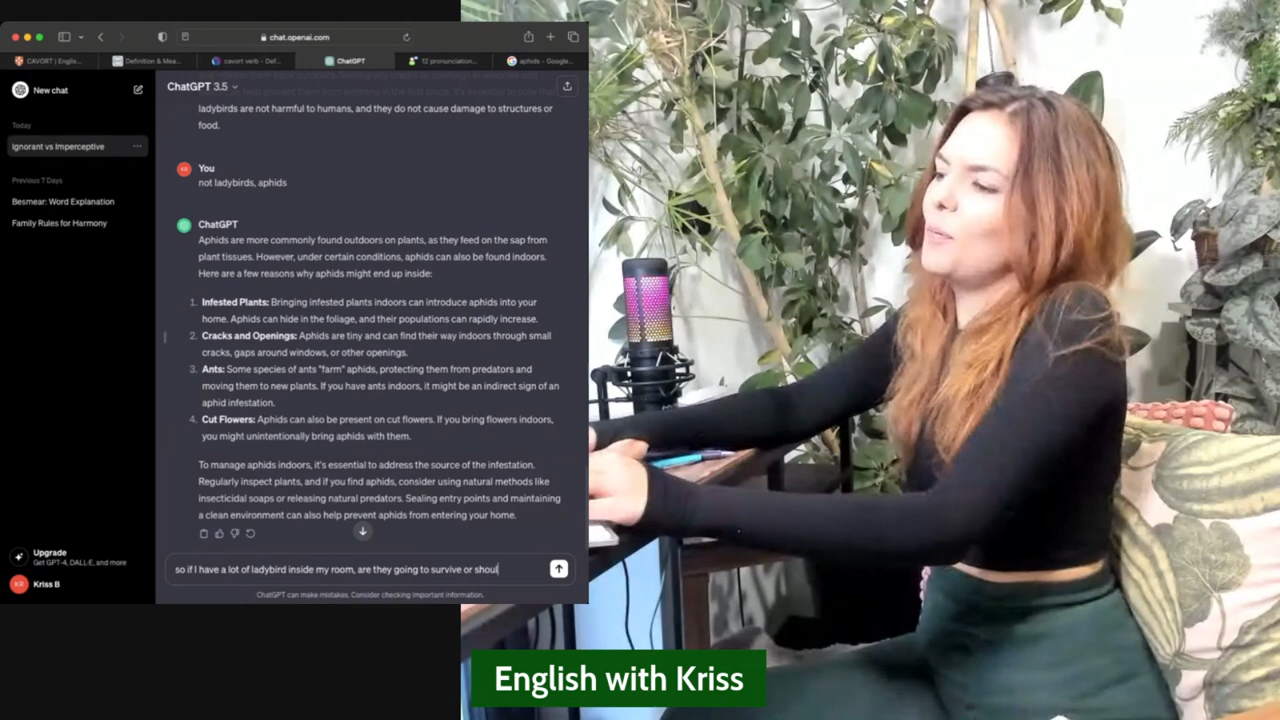 chat.openai.com
CAVORT | Englis...
Definition & Mea...
cavort verb - Def...
ChatGPT
12 pronunciation...
aphids - Google...
New chat
ChatGPT 3.5
Today
Ignorant vs Imperceptive
Previous 7 Days
Besmear: Word Explanation
Family Rules for Harmony
ladybirds are not harmful to humans, and they do not cause damage to structures or
food.
You
not ladybirds, aphids
ChatGPT
Aphids are more commonly found outdoors on plants, as they feed on the sap from
plant tissues. However, under certain conditions, aphids can also be found indoors.
Here are a few reasons why aphids might end up inside:
1. Infested Plants: Bringing infested plants indoors can introduce aphids into your
home. Aphids can hide in the foliage, and their populations can rapidly increase.
2. Cracks and Openings: Aphids are tiny and can find their way indoors through small
cracks, gaps around windows, or other openings.
3. Ants: Some species of ants "farm" aphids, protecting them from predators and
moving them to new plants. If you have ants indoors, it might be an indirect sign of an
aphid infestation.
4. Cut Flowers: Aphids can also be present on cut flowers. If you bring flowers indoors,
you might unintentionally bring aphids with them.
To manage aphids indoors, it's essential to address the source of the infestation.
Regularly inspect plants, and if you find aphids, consider using natural methods like
insecticidal soaps or releasing natural predators. Sealing entry points and maintaining
a clean environment can also help prevent aphids from entering your home.
Upgrade
Get GPT-4, DALL·E, and more
KR
Kriss B
so if I have a lot of ladybird inside my room, are they going to survive or shoul
ChatGPT can make mistakes. Consider checking important information.
English with Kriss